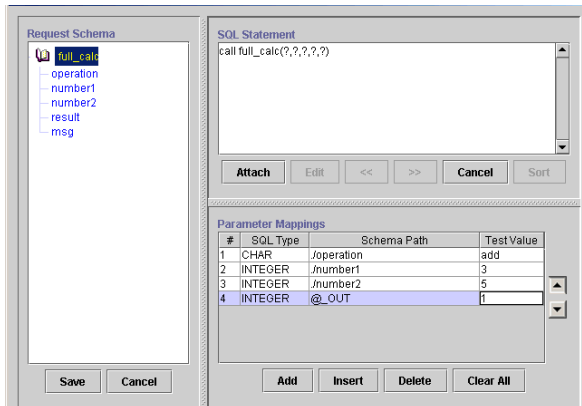 Request Schema
full_calc
operation
number1
number2
result
msg
Save Cancel
SQL Statement
call full_calc(?,?,?,?,?)
Attach Edit << >> Cancel Sort
Parameter Mappings
# SQL Type Schema Path Test Value
1 CHAR ./operation add
2 INTEGER ./number1 3
3 INTEGER ./number2 5
4 INTEGER @_OUT 1
Add Insert Delete Clear All